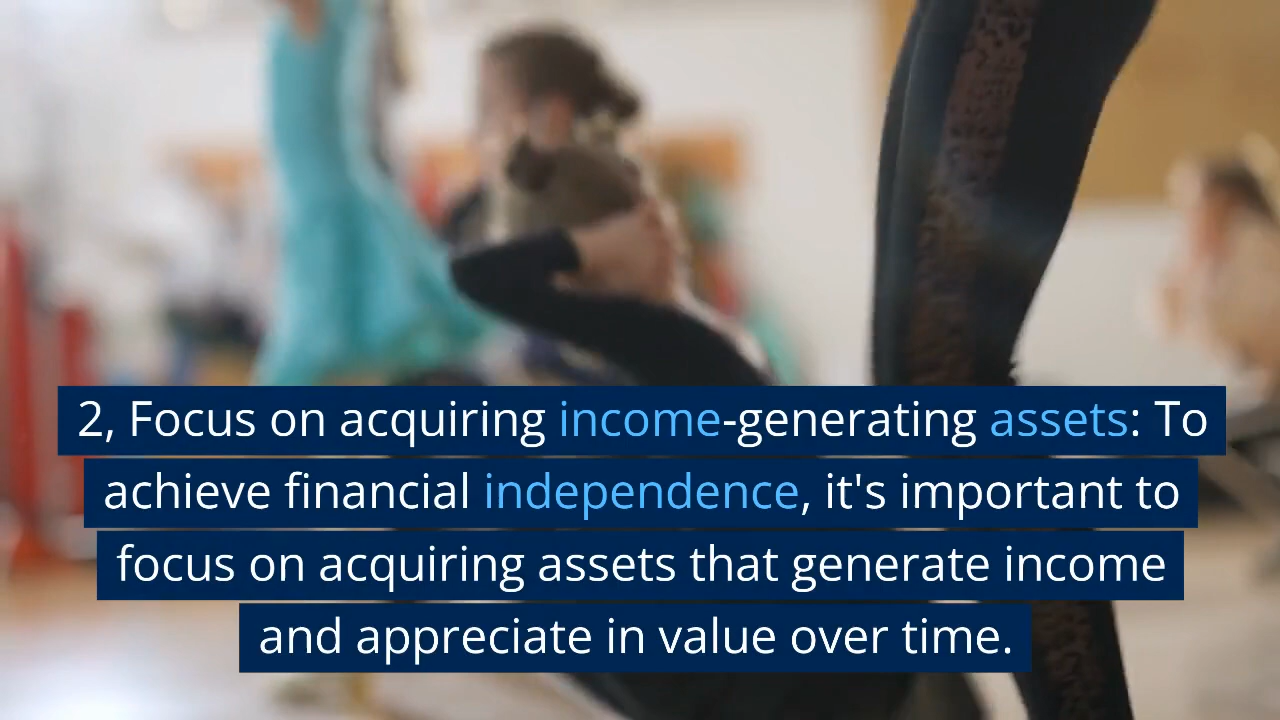 2, Focus on acquiring income-generating assets: To
achieve financial independence, it's important to
focus on acquiring assets that generate income
and appreciate in value over time.